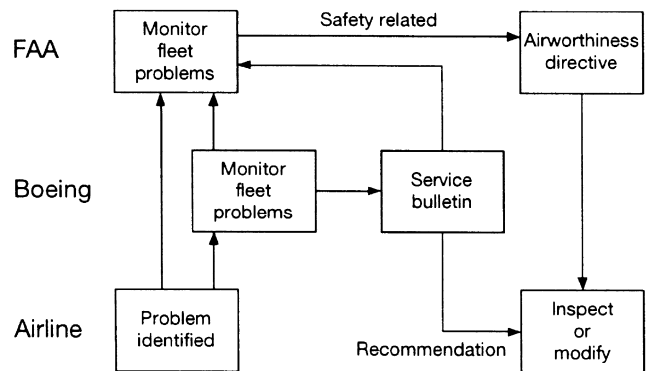 FAA
Monitor
fleet
problems
Safety related
Airworthiness
directive
Boeing
Monitor
fleet
problems
Service
bulletin
Airline
Problem
identified
Recommendation
Inspect
or
modify